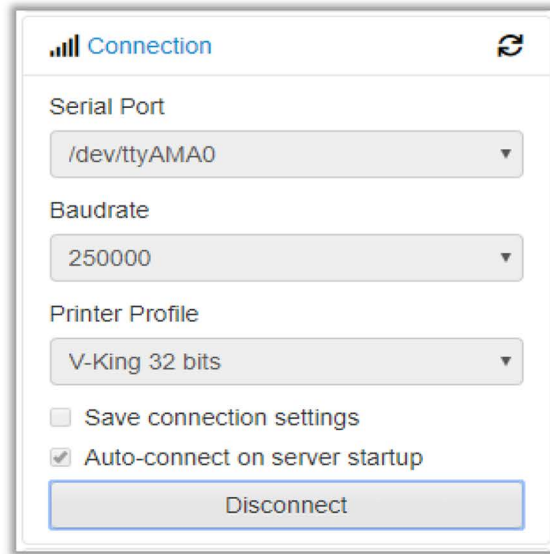 Connection
Serial Port
/dev/ttyAMA0
Baudrate
250000
Printer Profile
V-King 32 bits
Save connection settings
Auto-connect on server startup
Disconnect